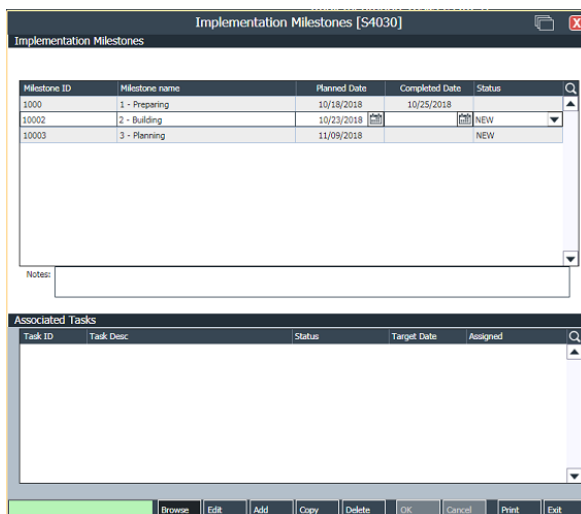 Implementation Milestones [S4030]
Implementation Milestones
Milestone ID Milestone name Planned Date Completed Date Status
1000 1 - Preparing 10/18/2018 10/25/2018
10002 2 - Building 10/23/2018 NEW
10003 3 - Planning 11/09/2018 NEW
Notes:
Associated Tasks
Task ID Task Desc Status Target Date Assigned
Browse Edit Add Copy Delete OK Cancel Print Exit